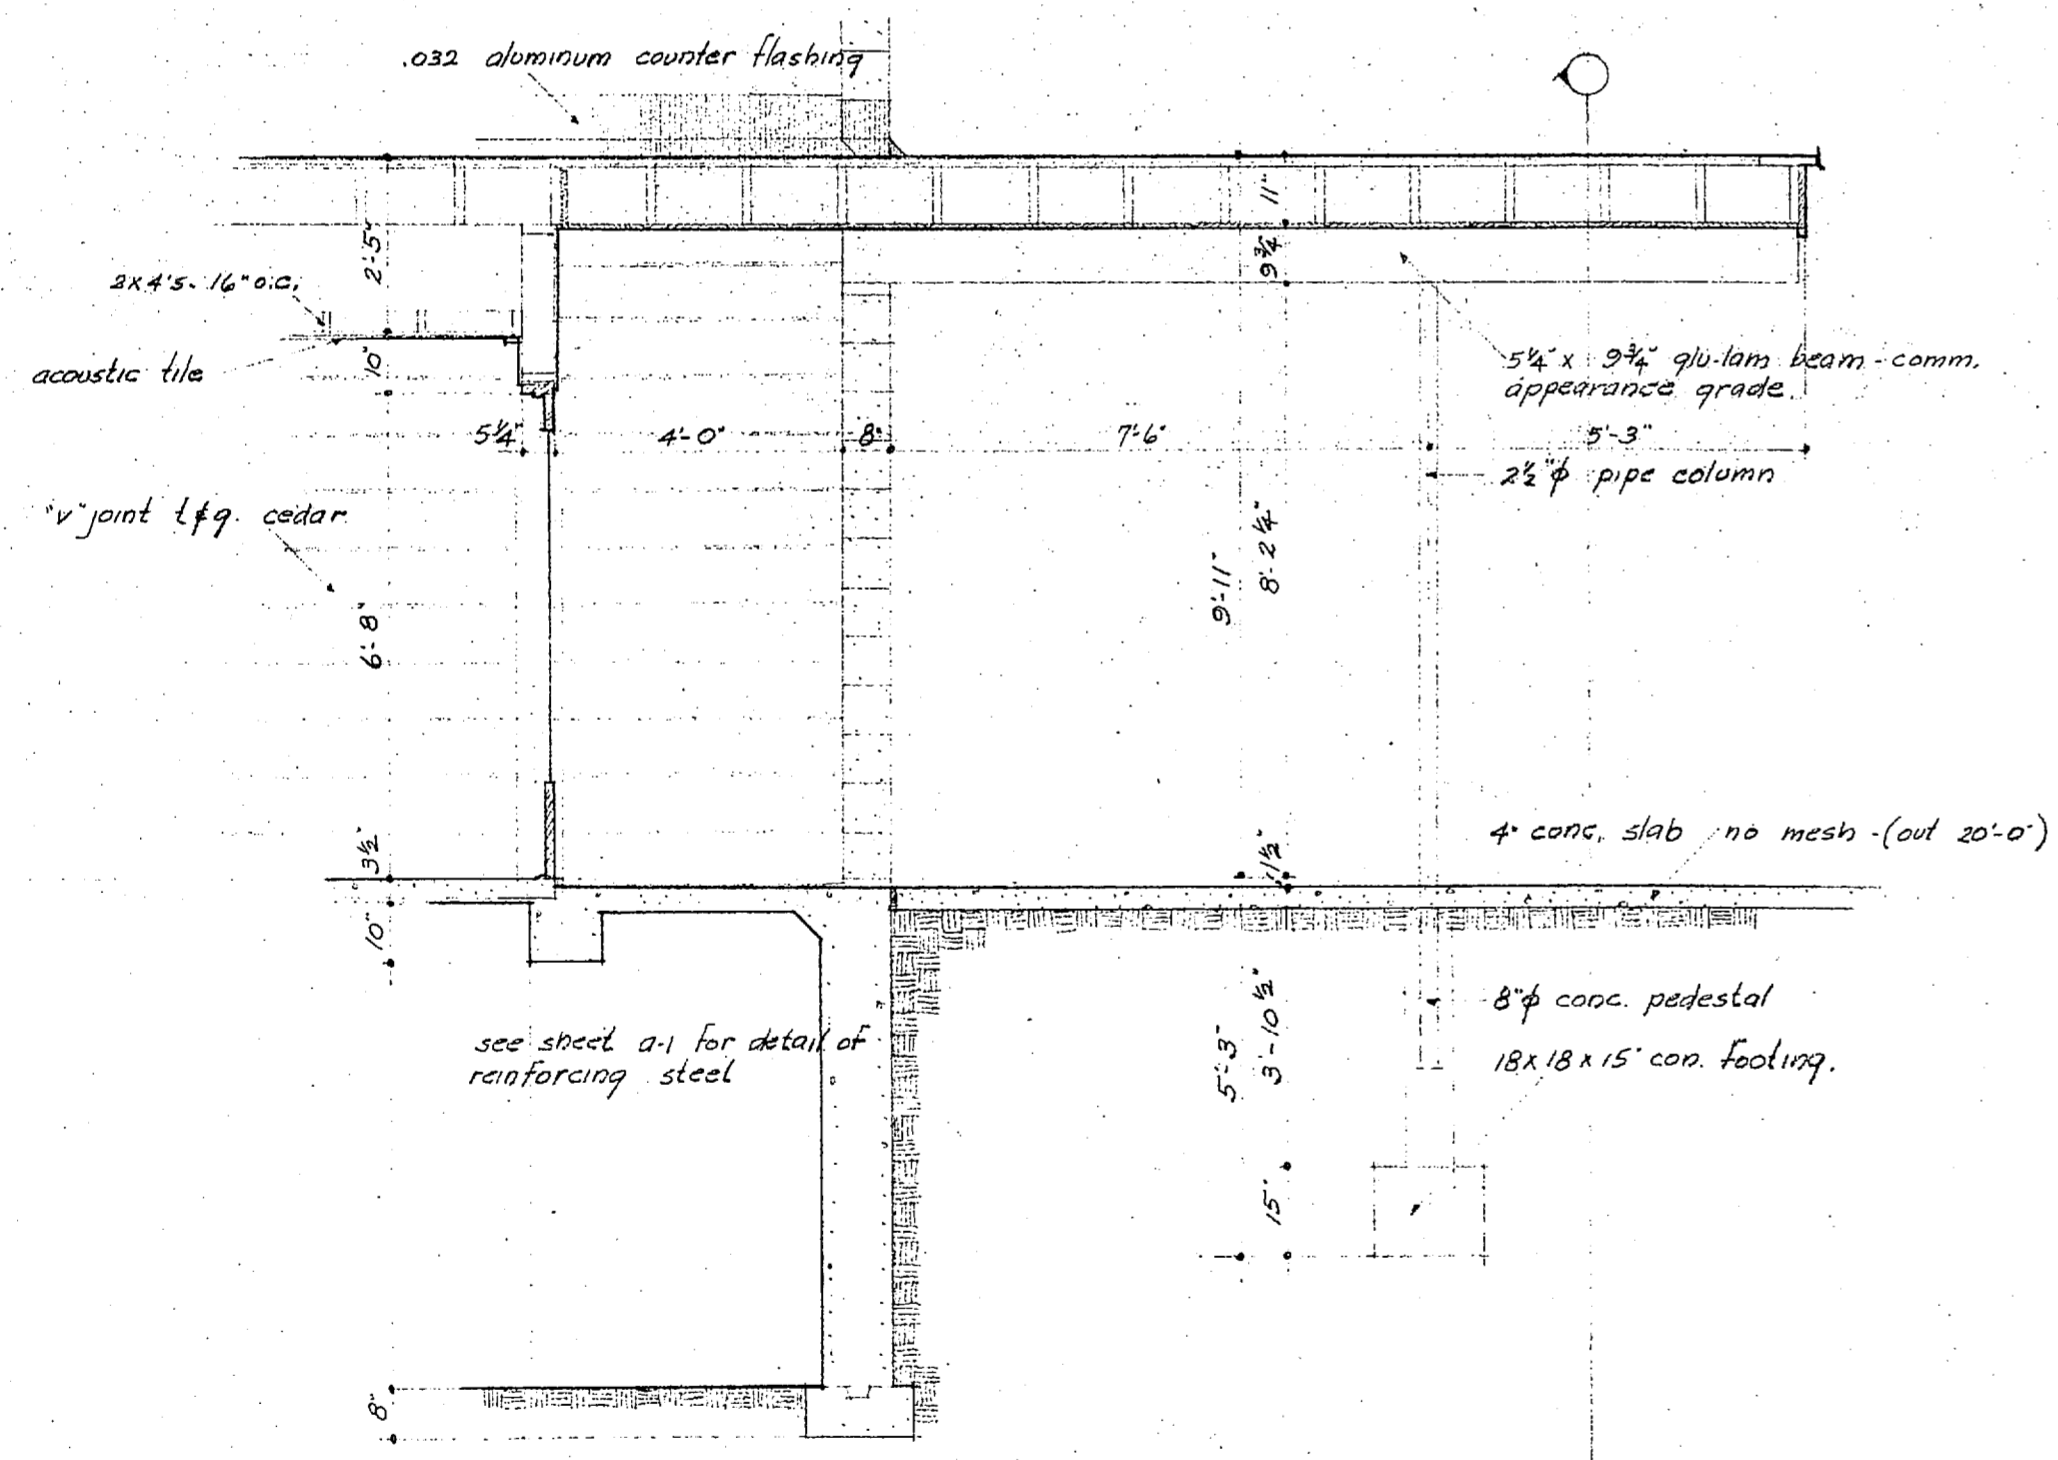 .032 aluminum counter flashing
11"
2'-5"
9¾"
2x4's - 16" o.c.
acoustic tile
10"
5¼" x 9¾" glu-lam beam - comm.
appearance grade.
5¼"
4'-0"
8"
7'-6"
5'-3"
2½"ϕ pipe column
"v" joint t&g. cedar
9'-11"
8'-2¼"
6'-8"
4" conc. slab no mesh - (out 20'-0")
3½"
1½"
10"
8"ϕ conc. pedestal
see sheet a-1 for detail of
reinforcing steel
5'-3"
3'-10½"
18 x 18 x 15" con. footing.
15"
8"